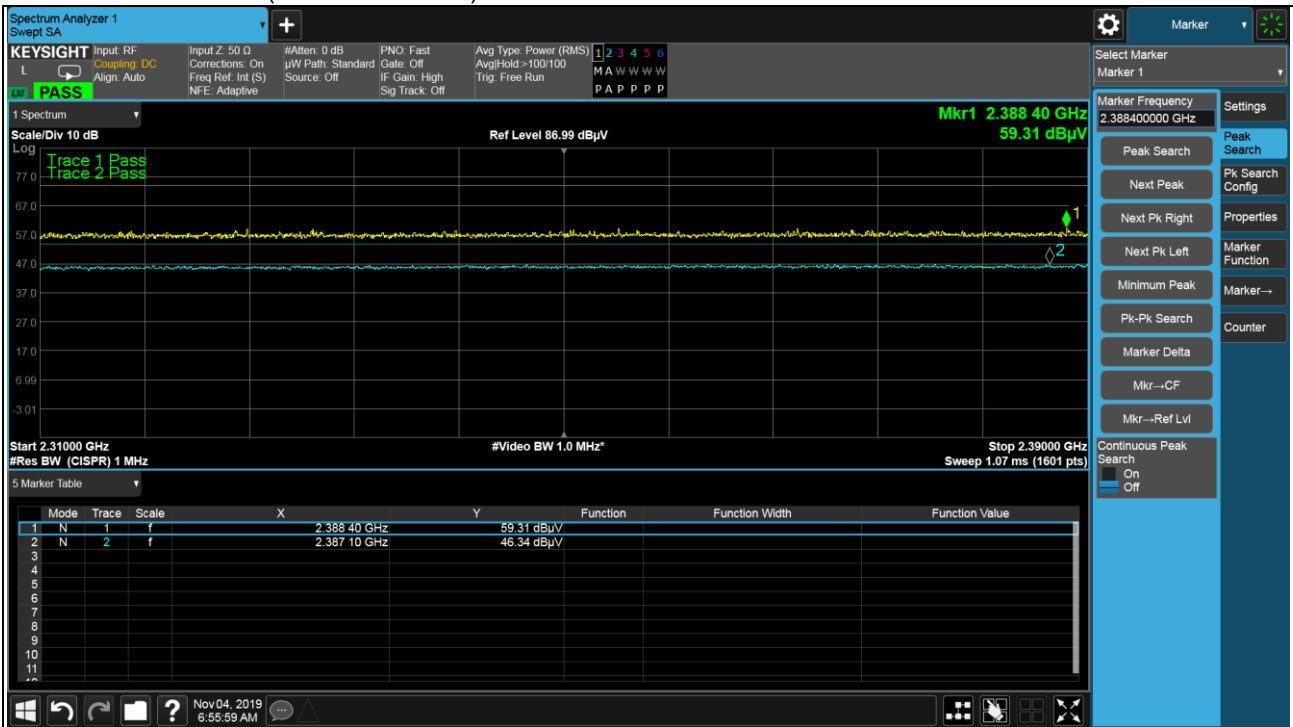 Spectrum Analyzer 1
Swept SA
Marker
KEYSIGHT
L
LXI
PASS
Input: RF
Coupling: DC
Align: Auto
Input Z: 50 Ω
Corrections: On
Freq Ref: Int (S)
NFE: Adaptive
#Atten: 0 dB
µW Path: Standard
Source: Off
PNO: Fast
Gate: Off
IF Gain: High
Sig Track: Off
Avg Type: Power (RMS)
Avg|Hold:>100/100
Trig: Free Run
1 2 3 4 5 6
M A W W W W
P A P P P P
Select Marker
Marker 1
1 Spectrum
Scale/Div 10 dB
Log
Ref Level 86.99 dBµV
Mkr1 2.388 40 GHz
59.31 dBµV
Trace 1 Pass
Trace 2 Pass
77.0
67.0
57.0
47.0
37.0
27.0
17.0
6.99
-3.01
1
2
Start 2.31000 GHz
#Res BW (CISPR) 1 MHz
#Video BW 1.0 MHz*
Stop 2.39000 GHz
Sweep 1.07 ms (1601 pts)
5 Marker Table
Mode Trace Scale X Y Function Function Width Function Value
1 N 1 f 2.388 40 GHz 59.31 dBµV
2 N 2 f 2.387 10 GHz 46.34 dBµV
3
4
5
6
7
8
9
10
11
Marker Frequency
2.388400000 GHz
Peak Search
Next Peak
Next Pk Right
Next Pk Left
Minimum Peak
Pk-Pk Search
Marker Delta
Mkr→CF
Mkr→Ref Lvl
Continuous Peak
Search
On
Off
Settings
Peak
Search
Pk Search
Config
Properties
Marker
Function
Marker→
Counter
Nov 04, 2019
6:55:59 AM